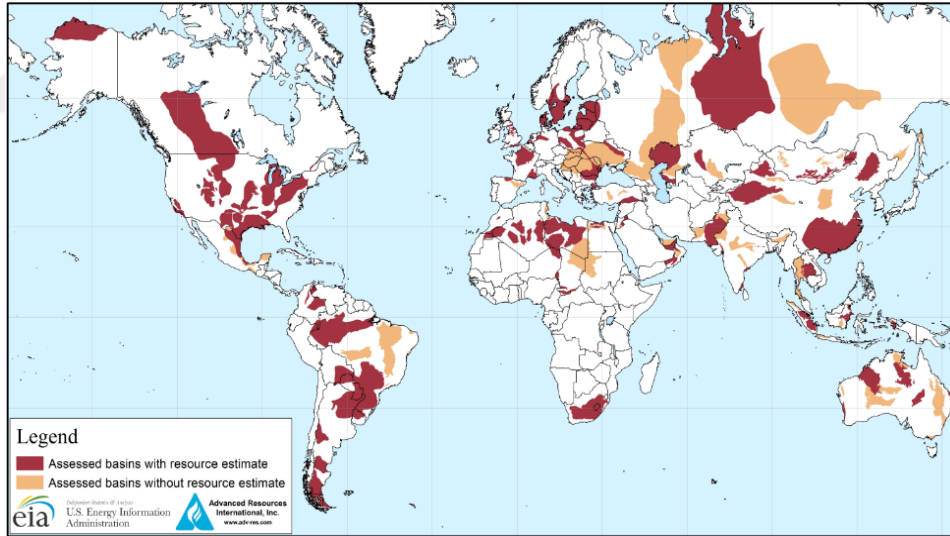 Legend
Assessed basins with resource estimate
Assessed basins without resource estimate
eia
Independent Statistics & Analysis
U.S. Energy Information
Administration
Advanced Resources
International, Inc.
www.adv-res.com